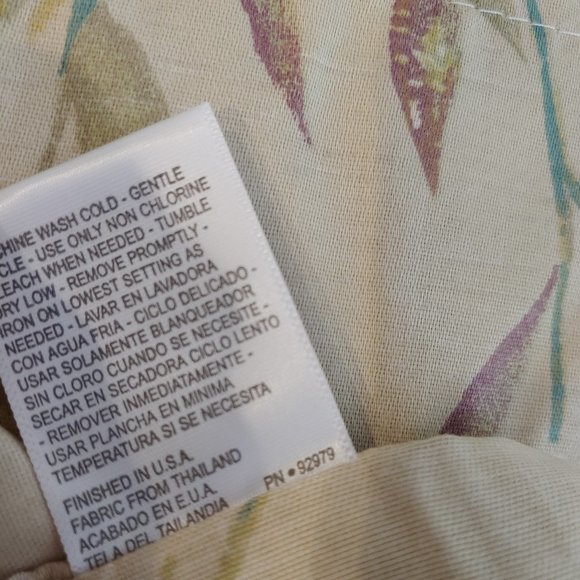 CHINE WASH COLD - GENTLE
CLE - USE ONLY NON CHLORINE
LEACH WHEN NEEDED - TUMBLE
DRY LOW - REMOVE PROMPTLY -
IRON ON LOWEST SETTING AS
NEEDED - LAVAR EN LAVADORA
CON AGUA FRIA - CICLO DELICADO -
USAR SOLAMENTE BLANQUEADOR
SIN CLORO CUANDO SE NECESITE -
SECAR EN SECADORA CICLO LENTO
- REMOVER INMEDIATAMENTE -
USAR PLANCHA EN MINIMA
TEMPERATURA SI SE NECESITA
FINISHED IN U.S.A.
FABRIC FROM THAILAND
ACABADO EN E.U.A.
TELA DEL TAILANDIA
PN • 92979